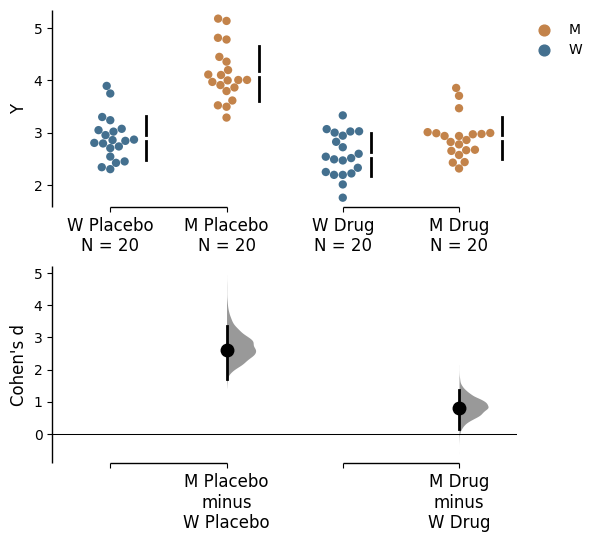 M
W
Y
5
4
3
2
W Placebo
N = 20
M Placebo
N = 20
W Drug
N = 20
M Drug
N = 20
Cohen's d
5
4
3
2
1
0
M Placebo
minus
W Placebo
M Drug
minus
W Drug